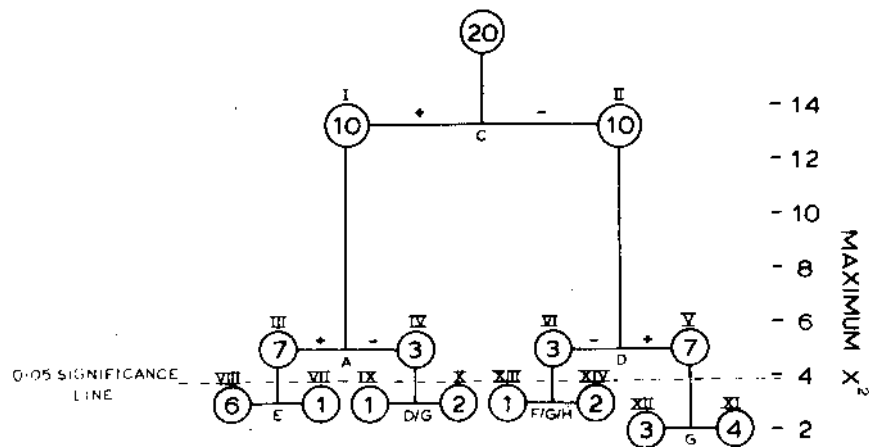 20
I II
10 + - 10
C
- 14
- 12
- 10
- 8
- 6
- 4
- 2
MAXIMUM X²
III IV VI V
7 + - 3 3 - + 7
A D
0·05 SIGNIFICANCE
LINE
VIII VII IX X XIII XIV
6 1 1 2 1 2
E D/G F/G/H
XII XI
3 4
G